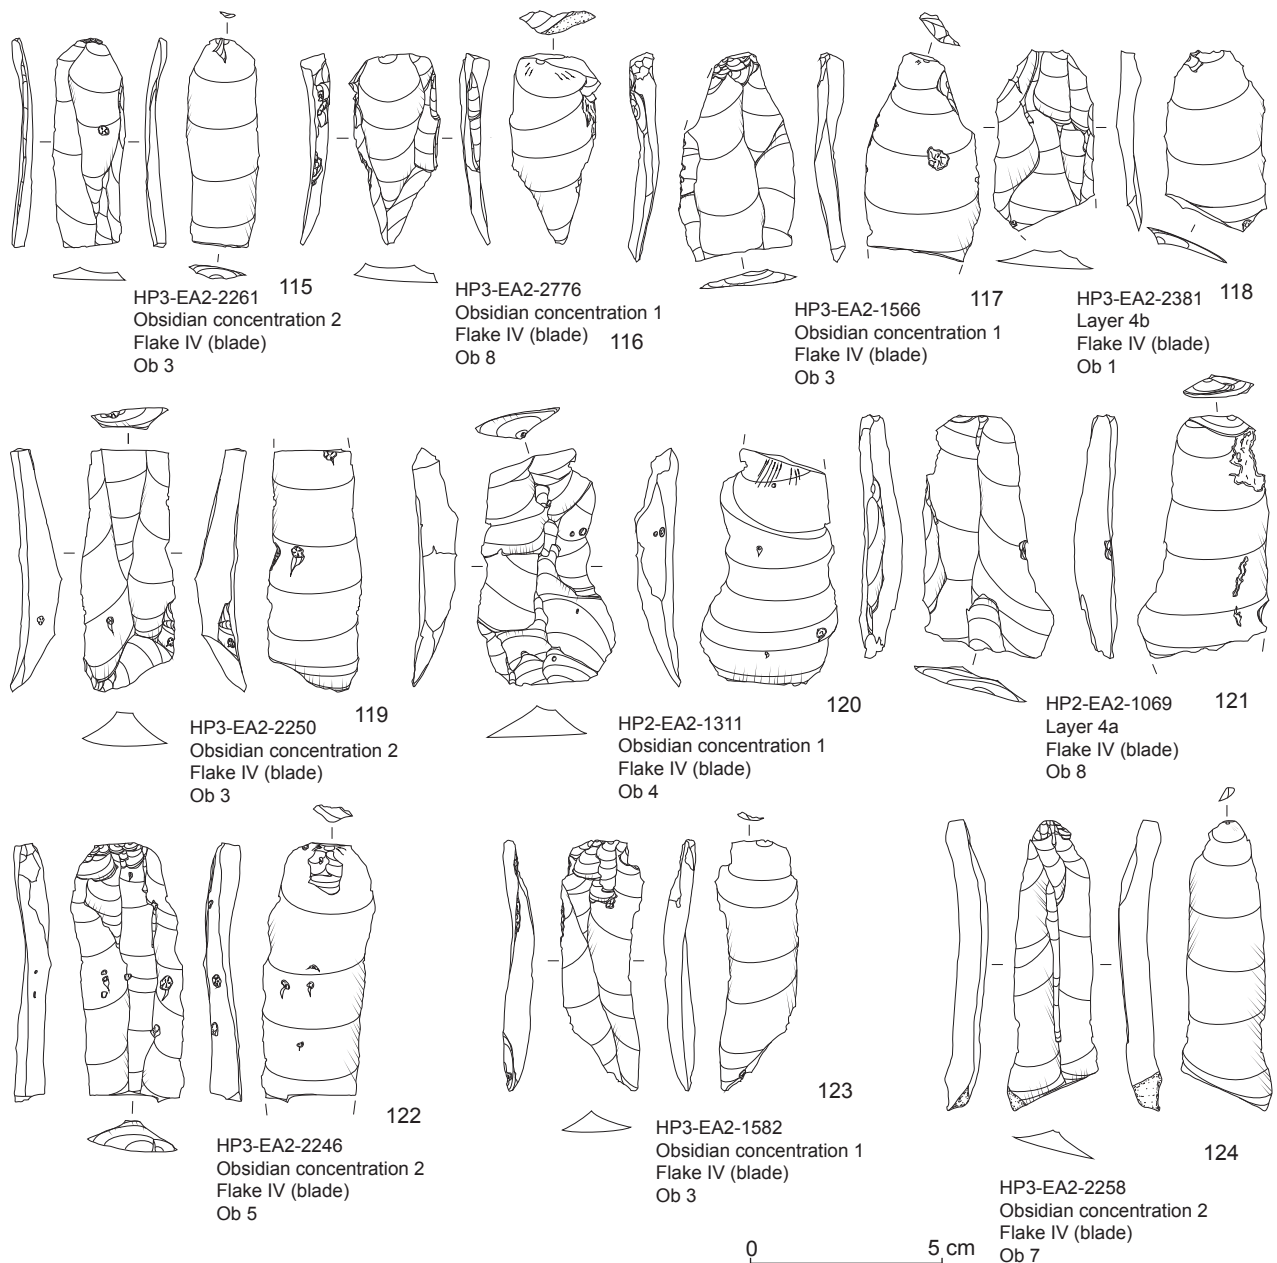 115
HP3-EA2-2261
Obsidian concentration 2
Flake IV (blade)
Ob 3
HP3-EA2-2776
Obsidian concentration 1
Flake IV (blade)
Ob 8
116
117
HP3-EA2-1566
Obsidian concentration 1
Flake IV (blade)
Ob 3
118
HP3-EA2-2381
Layer 4b
Flake IV (blade)
Ob 1
119
HP3-EA2-2250
Obsidian concentration 2
Flake IV (blade)
Ob 3
120
HP2-EA2-1311
Obsidian concentration 1
Flake IV (blade)
Ob 4
121
HP2-EA2-1069
Layer 4a
Flake IV (blade)
Ob 8
122
HP3-EA2-2246
Obsidian concentration 2
Flake IV (blade)
Ob 5
123
HP3-EA2-1582
Obsidian concentration 1
Flake IV (blade)
Ob 3
124
HP3-EA2-2258
Obsidian concentration 2
Flake IV (blade)
Ob 7
0 5 cm